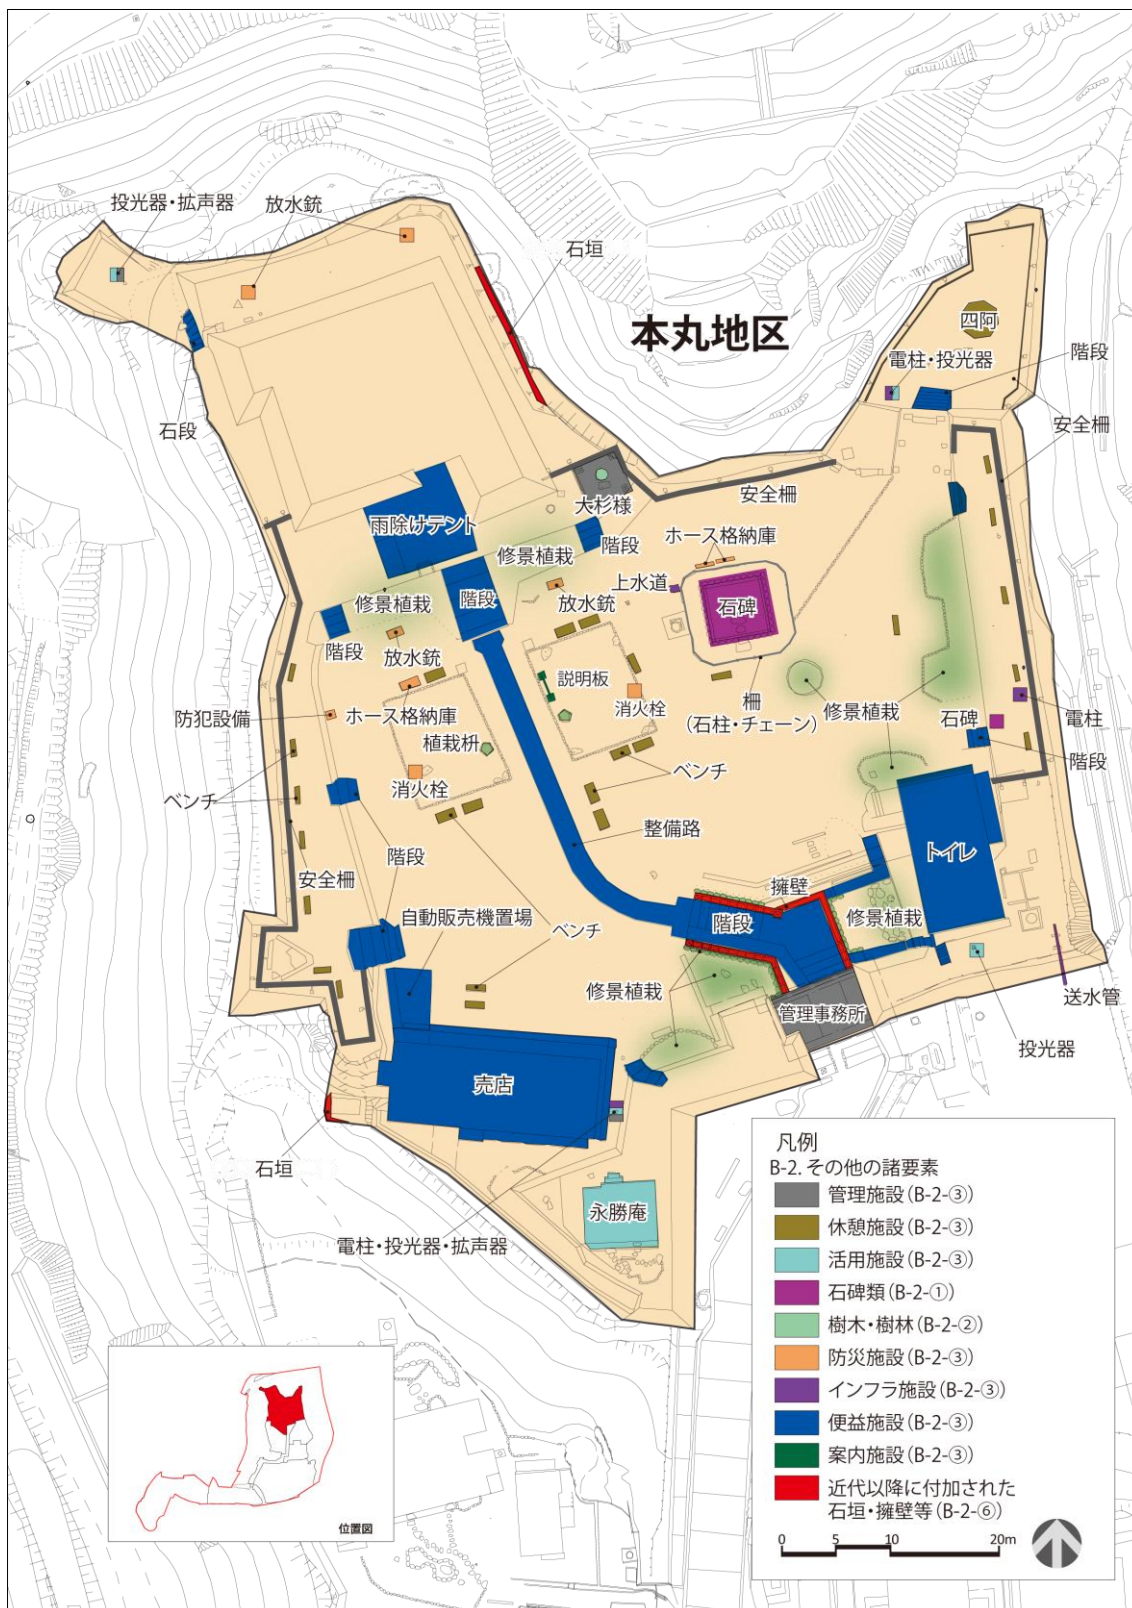 投光器・拡声器
放水銃
石垣
本丸地区
四阿
電柱・投光器
階段
石段
安全柵
大杉様
安全柵
雨除けテント
階段
ホース格納庫
修景植栽
上水道
石碑
階段
放水銃
修景植栽
階段
放水銃
説明板
柵
(石柱・チェーン)
消火栓
修景植栽
石碑
電柱
防犯設備
ホース格納庫
植栽枡
階段
消火栓
ベンチ
ベンチ
整備路
トイレ
階段
擁壁
安全柵
自動販売機置場
階段
修景植栽
ベンチ
修景植栽
送水管
管理事務所
投光器
売店
石垣
永勝庵
電柱・投光器・拡声器
凡例
B-2.その他の諸要素
管理施設(B-2-③)
休憩施設(B-2-③)
活用施設(B-2-③)
石碑類(B-2-①)
樹木・樹林(B-2-②)
防災施設(B-2-③)
インフラ施設(B-2-③)
便益施設(B-2-③)
案内施設(B-2-③)
近代以降に付加された
石垣・擁壁等(B-2-⑥)
0 5 10 20m
位置図